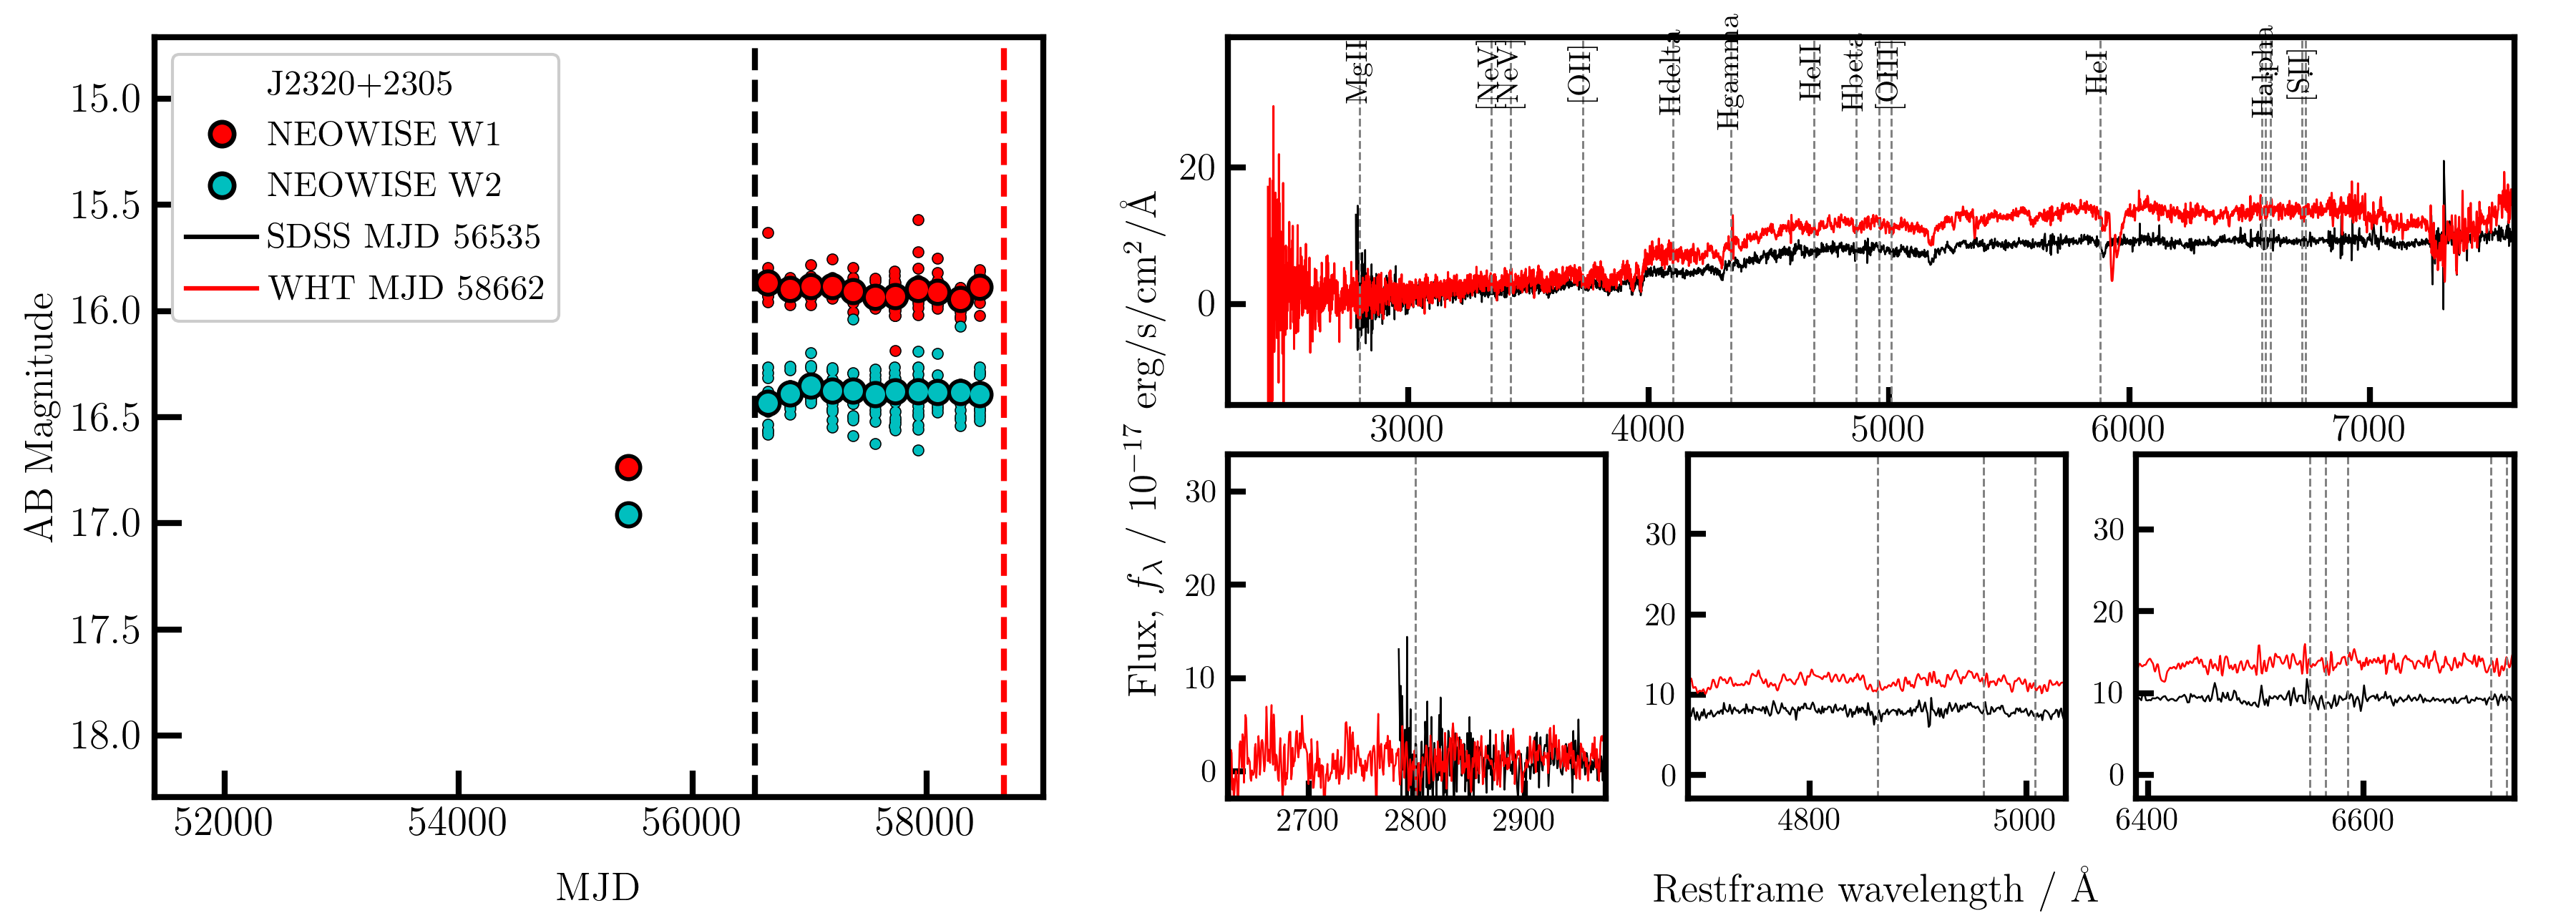 J2320+2305
NEOWISE W1
NEOWISE W2
SDSS MJD 56535
WHT MJD 58662
AB Magnitude
15.0
15.5
16.0
16.5
17.0
17.5
18.0
52000 54000 56000 58000
MJD
MgII [NeV] [NeV] [OII] Hdelta Hgamma HeII Hbeta [OIII] HeI Halpha [SII]
Flux, fλ / 10⁻¹⁷ erg/s/cm² /Å
20
0
3000 4000 5000 6000 7000
30
20
10
0
2700 2800 2900
30
20
10
0
4800 5000
30
20
10
0
6400 6600
Restframe wavelength / Å